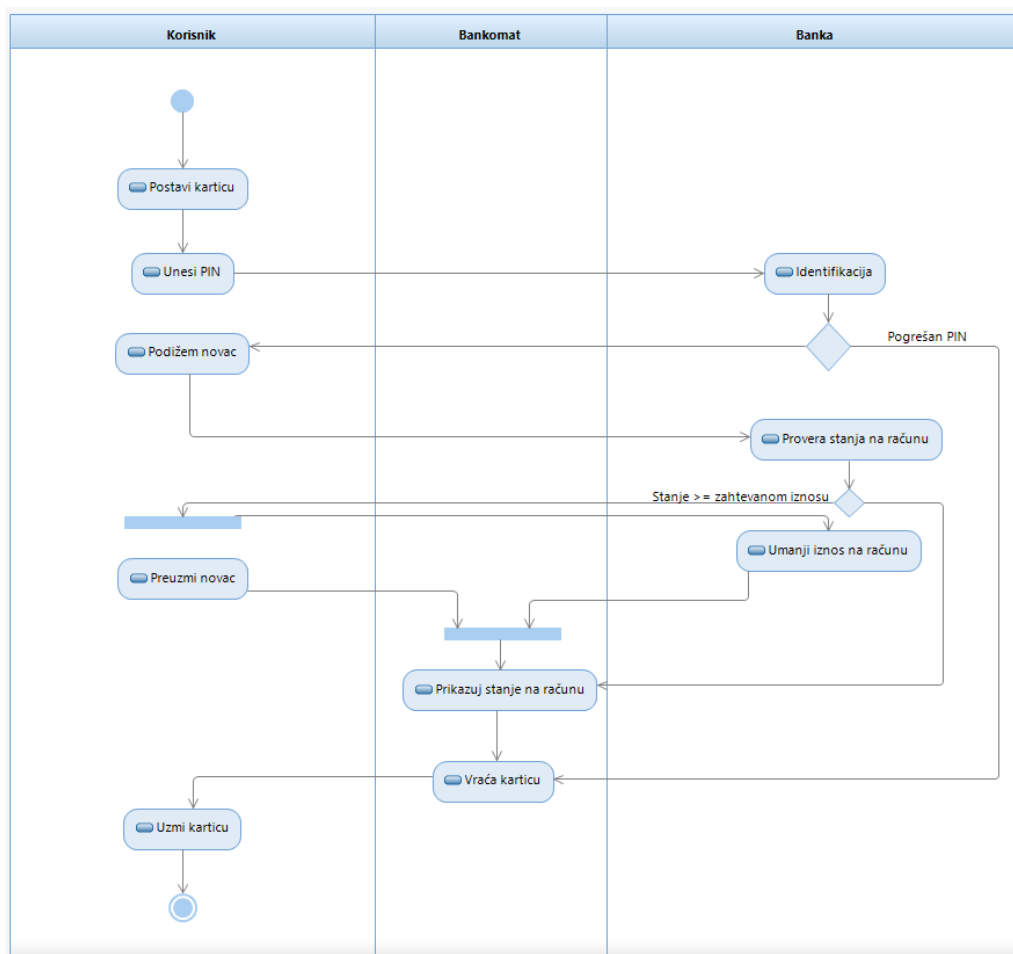 Korisnik
Bankomat
Banka
Postavi karticu
Unesi PIN
Identifikacija
Pogrešan PIN
Podižem novac
Provera stanja na računu
Stanje >= zahtevanom iznosu
Umanji iznos na računu
Preuzmi novac
Prikazuj stanje na računu
Vraća karticu
Uzmi karticu